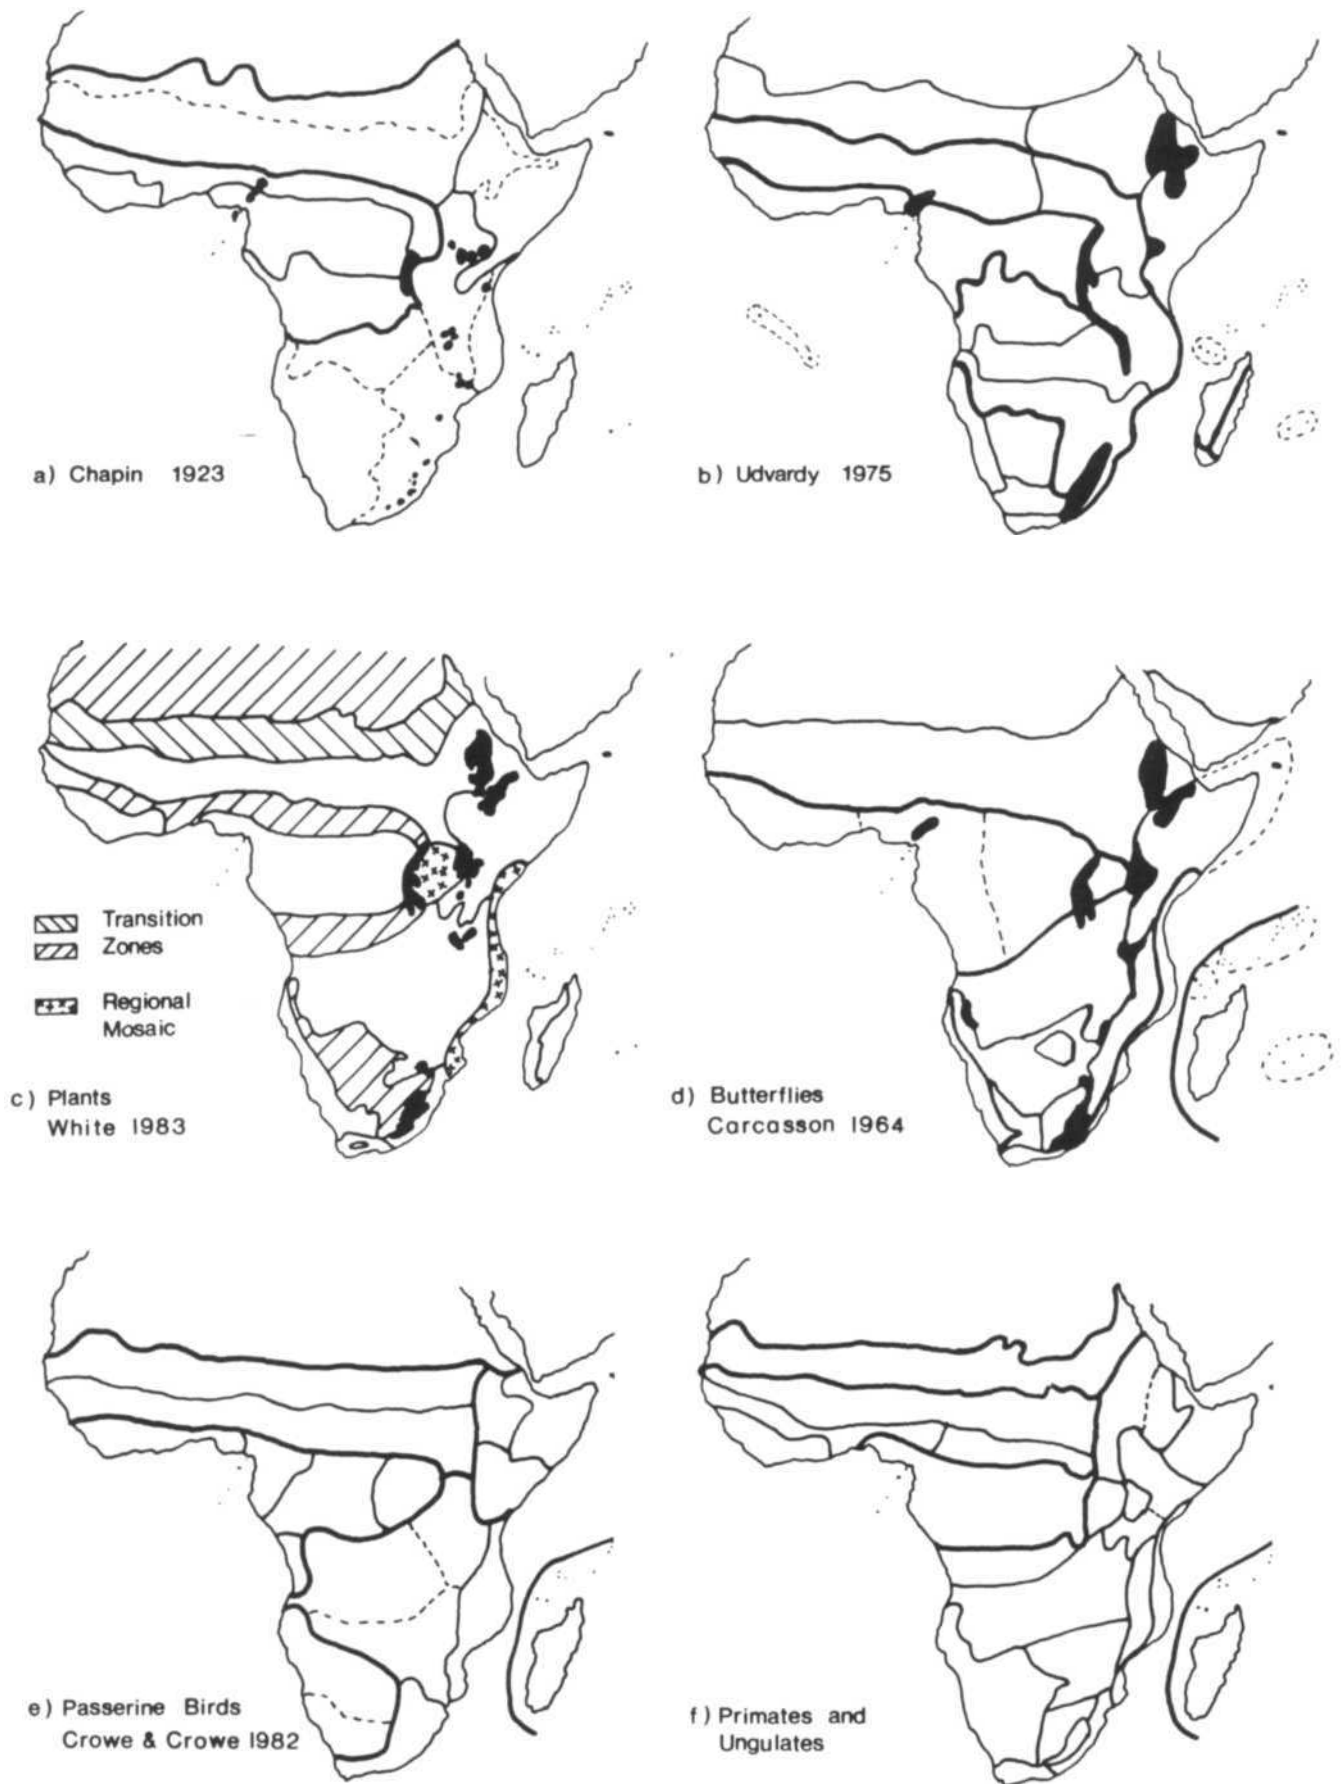 a) Chapin 1923
b) Udvardy 1975
Transition
Zones
Regional
Mosaic
c) Plants
White 1983
d) Butterflies
Carcasson 1964
e) Passerine Birds
Crowe & Crowe 1982
f) Primates and
Ungulates